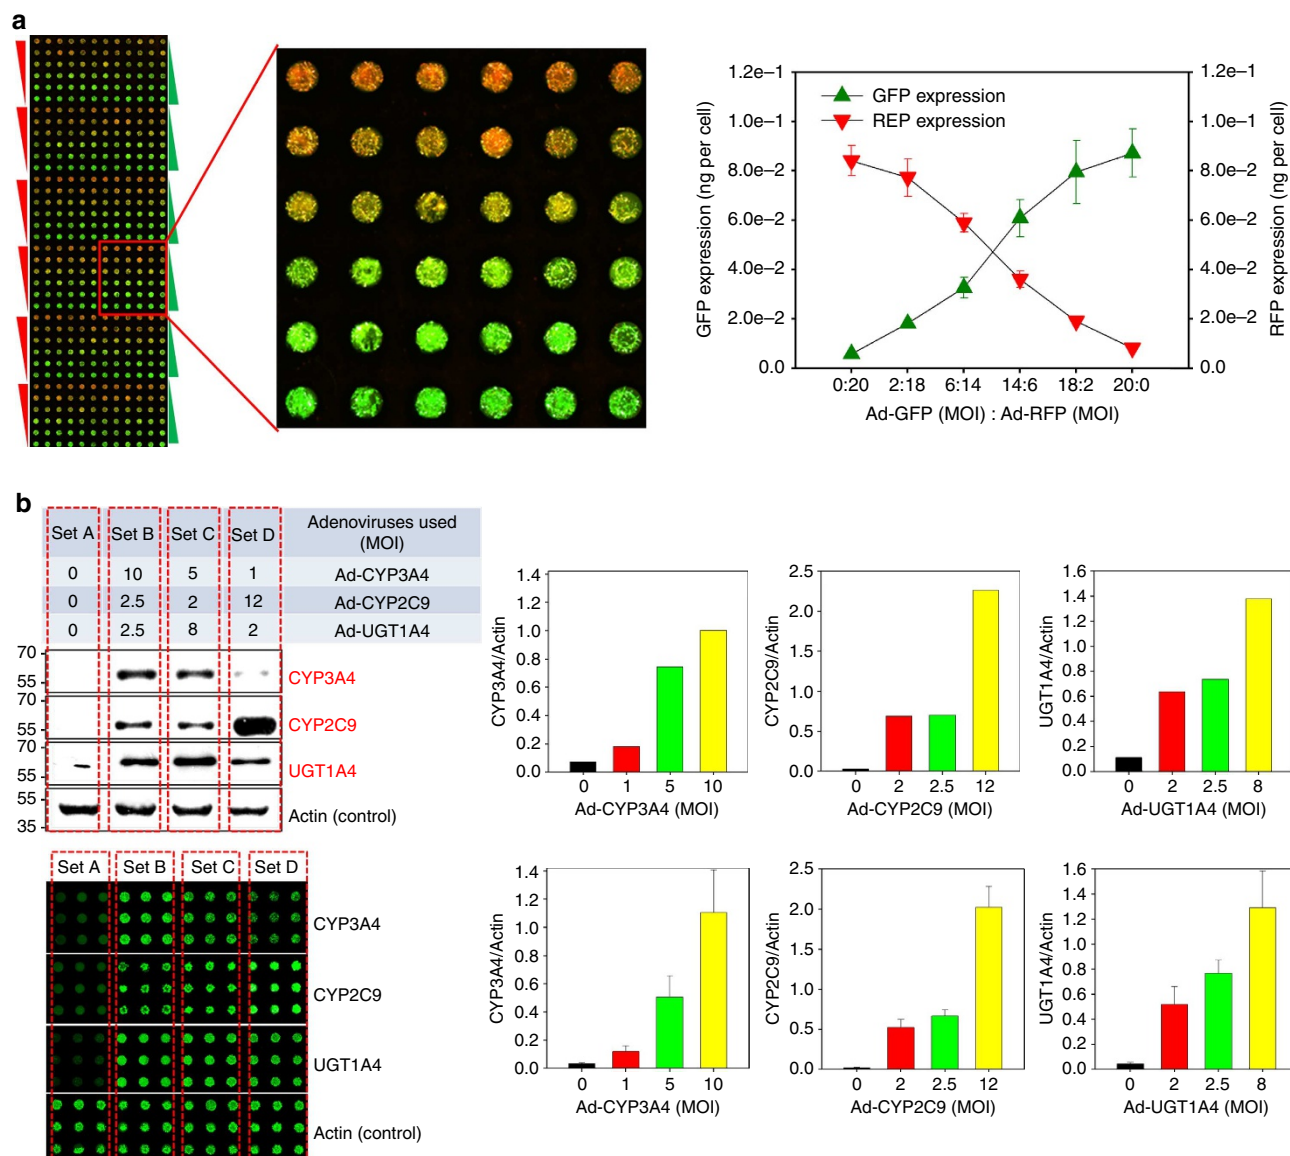 a
1.2e–1
1.0e–1
8.0e–2
6.0e–2
4.0e–2
2.0e–2
0.0
GFP expression (ng per cell)
GFP expression
REP expression
1.2e–1
1.0e–1
8.0e–2
6.0e–2
4.0e–2
2.0e–2
0.0
RFP expression (ng per cell)
0:20 2:18 6:14 14:6 18:2 20:0
Ad-GFP (MOI) : Ad-RFP (MOI)
b
Set A Set B Set C Set D Adenoviruses used (MOI)
0 10 5 1 Ad-CYP3A4
0 2.5 2 12 Ad-CYP2C9
0 2.5 8 2 Ad-UGT1A4
70
55
CYP3A4
70
55
CYP2C9
70
55
UGT1A4
55
35
Actin (control)
1.4
1.2
1.0
0.8
0.6
0.4
0.2
0.0
CYP3A4/Actin
0 1 5 10
Ad-CYP3A4 (MOI)
2.5
2.0
1.5
1.0
0.5
0.0
CYP2C9/Actin
0 2 2.5 12
Ad-CYP2C9 (MOI)
1.6
1.4
1.2
1.0
0.8
0.6
0.4
0.2
0.0
UGT1A4/Actin
0 2 2.5 8
Ad-UGT1A4 (MOI)
Set A Set B Set C Set D
CYP3A4
CYP2C9
UGT1A4
Actin (control)
1.4
1.2
1.0
0.8
0.6
0.4
0.2
0.0
CYP3A4/Actin
0 1 5 10
Ad-CYP3A4 (MOI)
2.5
2.0
1.5
1.0
0.5
0.0
CYP2C9/Actin
0 2 2.5 12
Ad-CYP2C9 (MOI)
1.6
1.4
1.2
1.0
0.8
0.6
0.4
0.2
0.0
UGT1A4/Actin
0 2 2.5 8
Ad-UGT1A4 (MOI)